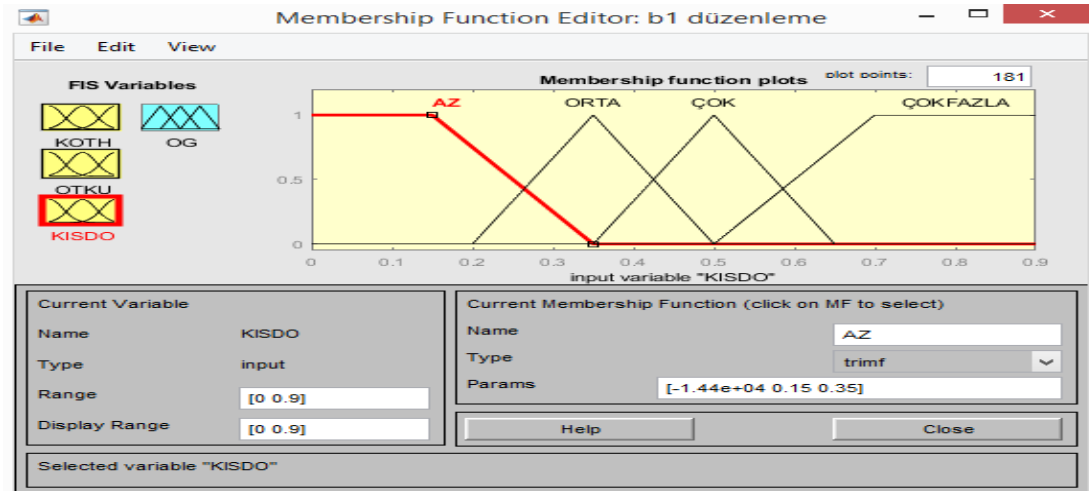 Membership Function Editor: b1 düzenleme
File Edit View
FIS Variables
KOTH OG
OTKU
KISDO
Membership function plots plot points: 181
AZ ORTA ÇOK ÇOKFAZLA
1
0.5
0
0 0.1 0.2 0.3 0.4 0.5 0.6 0.7 0.8 0.9
input variable "KISDO"
Current Variable
Name KISDO
Type input
Range [0 0.9]
Display Range [0 0.9]
Current Membership Function (click on MF to select)
Name AZ
Type trimf
Params [-1.44e+04 0.15 0.35]
Help Close
Selected variable "KISDO"